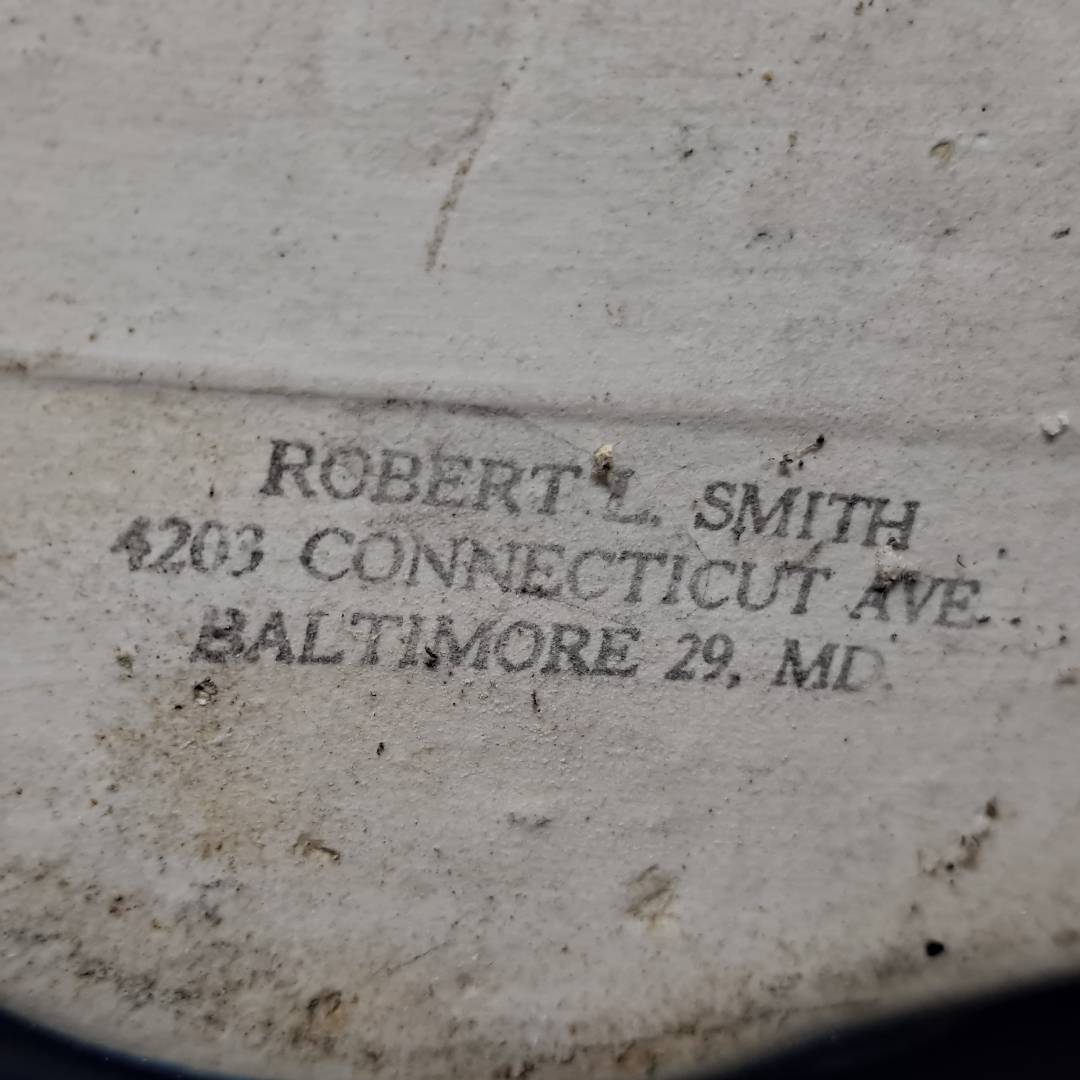 ROBERT L. SMITH
4203 CONNECTICUT AVE.
BALTIMORE 29, MD.